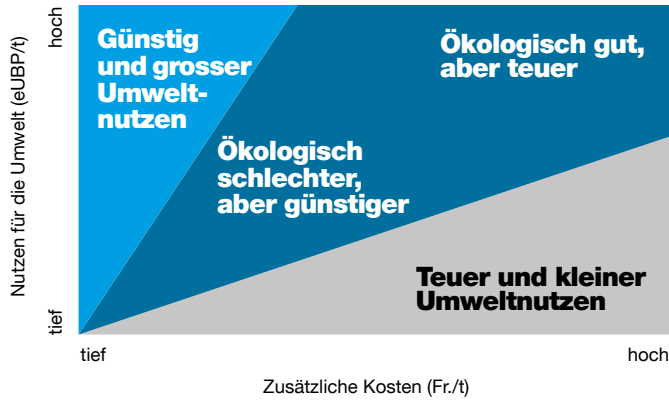 hoch
Nutzen für die Umwelt (eUBP/t)
tief
Günstig
und grosser
Umwelt-
nutzen
Ökologisch gut,
aber teuer
Ökologisch
schlechter,
aber günstiger
Teuer und kleiner
Umweltnutzen
tief
hoch
Zusätzliche Kosten (Fr./t)